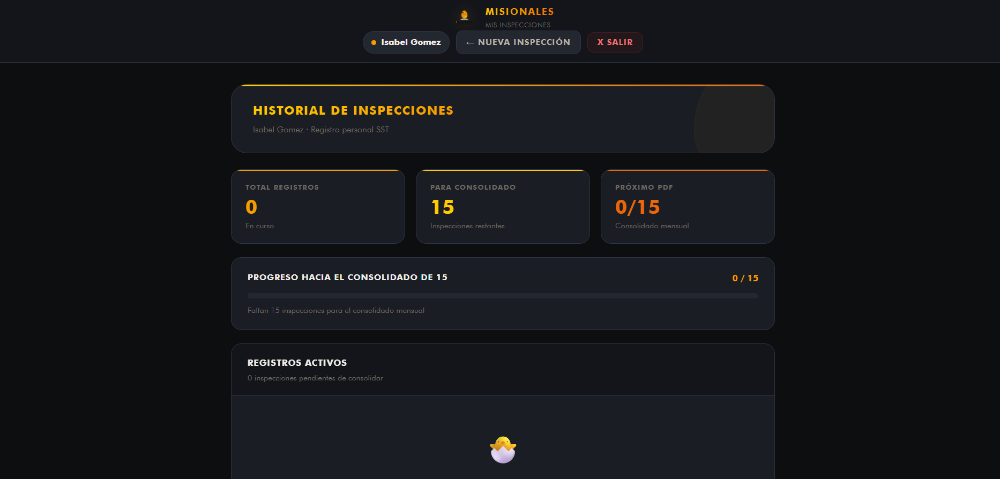 MISIONALES
MIS INSPECCIONES
Isabel Gomez
← NUEVA INSPECCIÓN
X SALIR
HISTORIAL DE INSPECCIONES
Isabel Gomez · Registro personal SST
TOTAL REGISTROS
0
En curso
PARA CONSOLIDADO
15
Inspecciones restantes
PRÓXIMO PDF
0/15
Consolidado mensual
PROGRESO HACIA EL CONSOLIDADO DE 15
0 / 15
Faltan 15 inspecciones para el consolidado mensual
REGISTROS ACTIVOS
0 inspecciones pendientes de consolidar